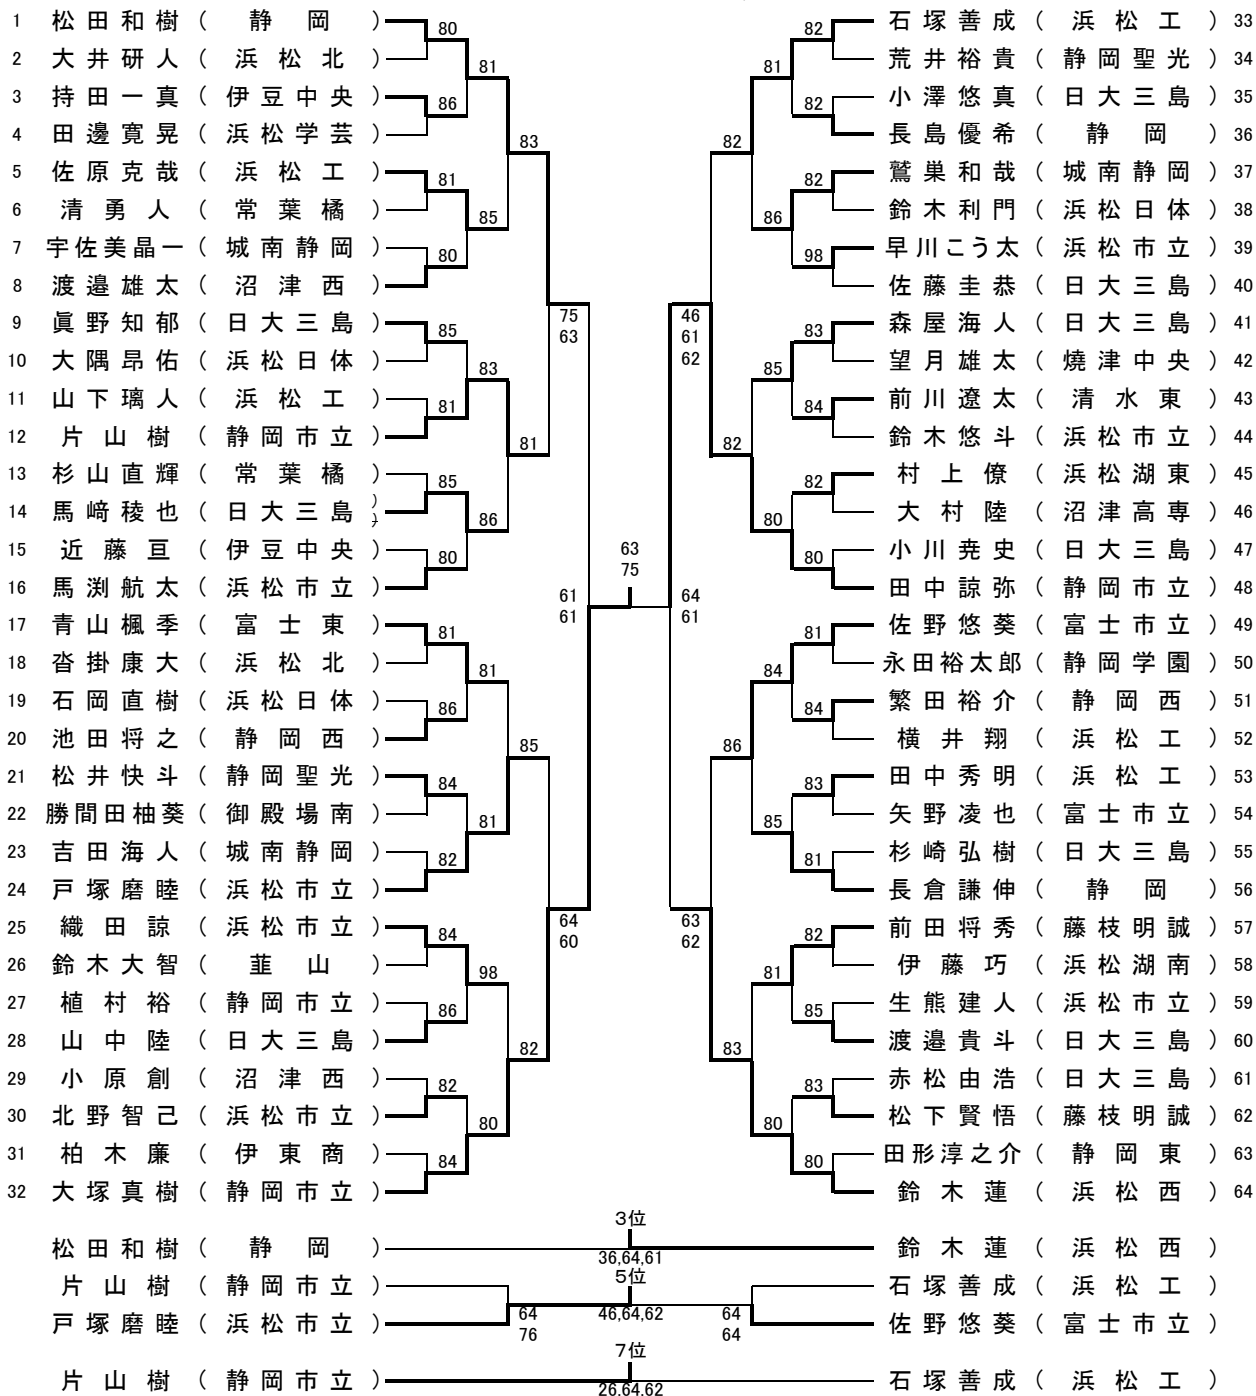 1 松田和樹 ( 静岡 )
2 大井研人 ( 浜松北 )
3 持田一真 ( 伊豆中央 )
4 田邊寛晃 ( 浜松学芸 )
5 佐原克哉 ( 浜松工 )
6 清勇人 ( 常葉橘 )
7 宇佐美晶一 ( 城南静岡 )
8 渡邉雄太 ( 沼津西 )
9 眞野知郁 ( 日大三島 )
10 大隅昂佑 ( 浜松日体 )
11 山下璃人 ( 浜松工 )
12 片山樹 ( 静岡市立 )
13 杉山直輝 ( 常葉橘 )
14 馬﨑稜也 ( 日大三島 )
15 近藤亘 ( 伊豆中央 )
16 馬渕航太 ( 浜松市立 )
17 青山楓季 ( 富士東 )
18 沓掛康大 ( 浜松北 )
19 石岡直樹 ( 浜松日体 )
20 池田将之 ( 静岡西 )
21 松井快斗 ( 静岡聖光 )
22 勝間田柚葵 ( 御殿場南 )
23 吉田海人 ( 城南静岡 )
24 戸塚磨睦 ( 浜松市立 )
25 織田諒 ( 浜松市立 )
26 鈴木大智 ( 韮山 )
27 植村裕 ( 静岡市立 )
28 山中陸 ( 日大三島 )
29 小原創 ( 沼津西 )
30 北野智己 ( 浜松市立 )
31 柏木廉 ( 伊東商 )
32 大塚真樹 ( 静岡市立 )
80
86
81
80
85
81
85
80
81
86
84
82
84
86
82
84
81
85
83
86
81
81
98
80
83
81
85
82
75
63
64
60
61
61
63
75
64
61
46
61
62
63
62
82
82
86
83
81
86
85
80
84
85
81
80
82
82
82
98
83
84
82
80
81
84
83
81
82
85
83
80
石塚善成 ( 浜松工 ) 33
荒井裕貴 ( 静岡聖光 ) 34
小澤悠真 ( 日大三島 ) 35
長島優希 ( 静岡 ) 36
鷲巣和哉 ( 城南静岡 ) 37
鈴木利門 ( 浜松日体 ) 38
早川こう太 ( 浜松市立 ) 39
佐藤圭恭 ( 日大三島 ) 40
森屋海人 ( 日大三島 ) 41
望月雄太 ( 焼津中央 ) 42
前川遼太 ( 清水東 ) 43
鈴木悠斗 ( 浜松市立 ) 44
村上僚 ( 浜松湖東 ) 45
大村陸 ( 沼津高専 ) 46
小川尭史 ( 日大三島 ) 47
田中諒弥 ( 静岡市立 ) 48
佐野悠葵 ( 富士市立 ) 49
永田裕太郎 ( 静岡学園 ) 50
繁田裕介 ( 静岡西 ) 51
横井翔 ( 浜松工 ) 52
田中秀明 ( 浜松工 ) 53
矢野凌也 ( 富士市立 ) 54
杉崎弘樹 ( 日大三島 ) 55
長倉謙伸 ( 静岡 ) 56
前田将秀 ( 藤枝明誠 ) 57
伊藤巧 ( 浜松湖南 ) 58
生熊建人 ( 浜松市立 ) 59
渡邉貴斗 ( 日大三島 ) 60
赤松由浩 ( 日大三島 ) 61
松下賢悟 ( 藤枝明誠 ) 62
田形淳之介 ( 静岡東 ) 63
鈴木蓮 ( 浜松西 ) 64
3位
松田和樹 ( 静岡 ) 36,64,61 鈴木蓮 ( 浜松西 )
5位
片山樹 ( 静岡市立 ) 石塚善成 ( 浜松工 )
戸塚磨睦 ( 浜松市立 ) 64 76 46,64,62 64 64 佐野悠葵 ( 富士市立 )
7位
片山樹 ( 静岡市立 ) 26.64.62 石塚善成 ( 浜松工 )